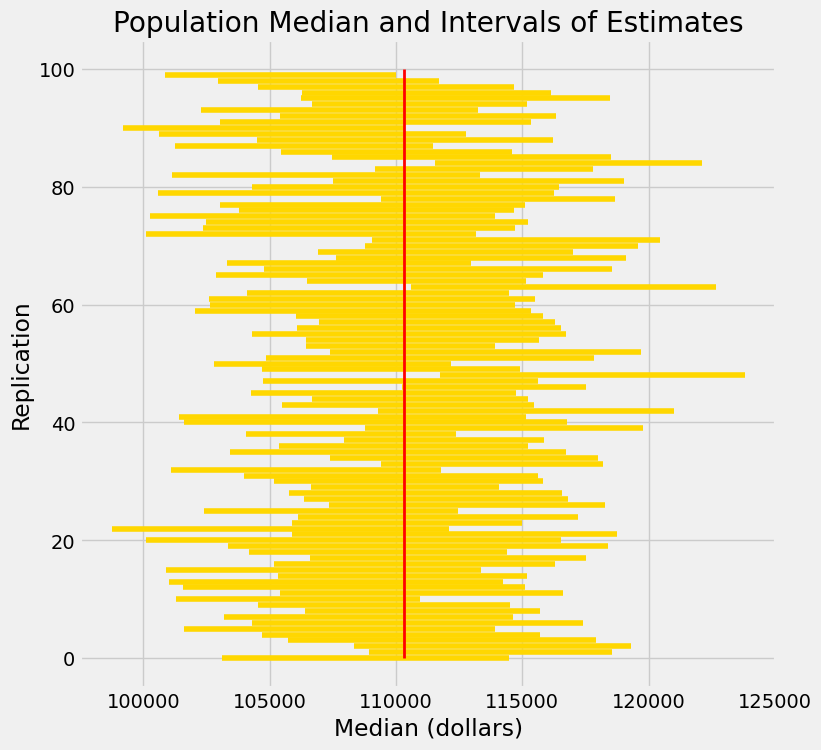 Population Median and Intervals of Estimates
100
80
60
40
20
0
Replication
100000 105000 110000 115000 120000 125000
Median (dollars)